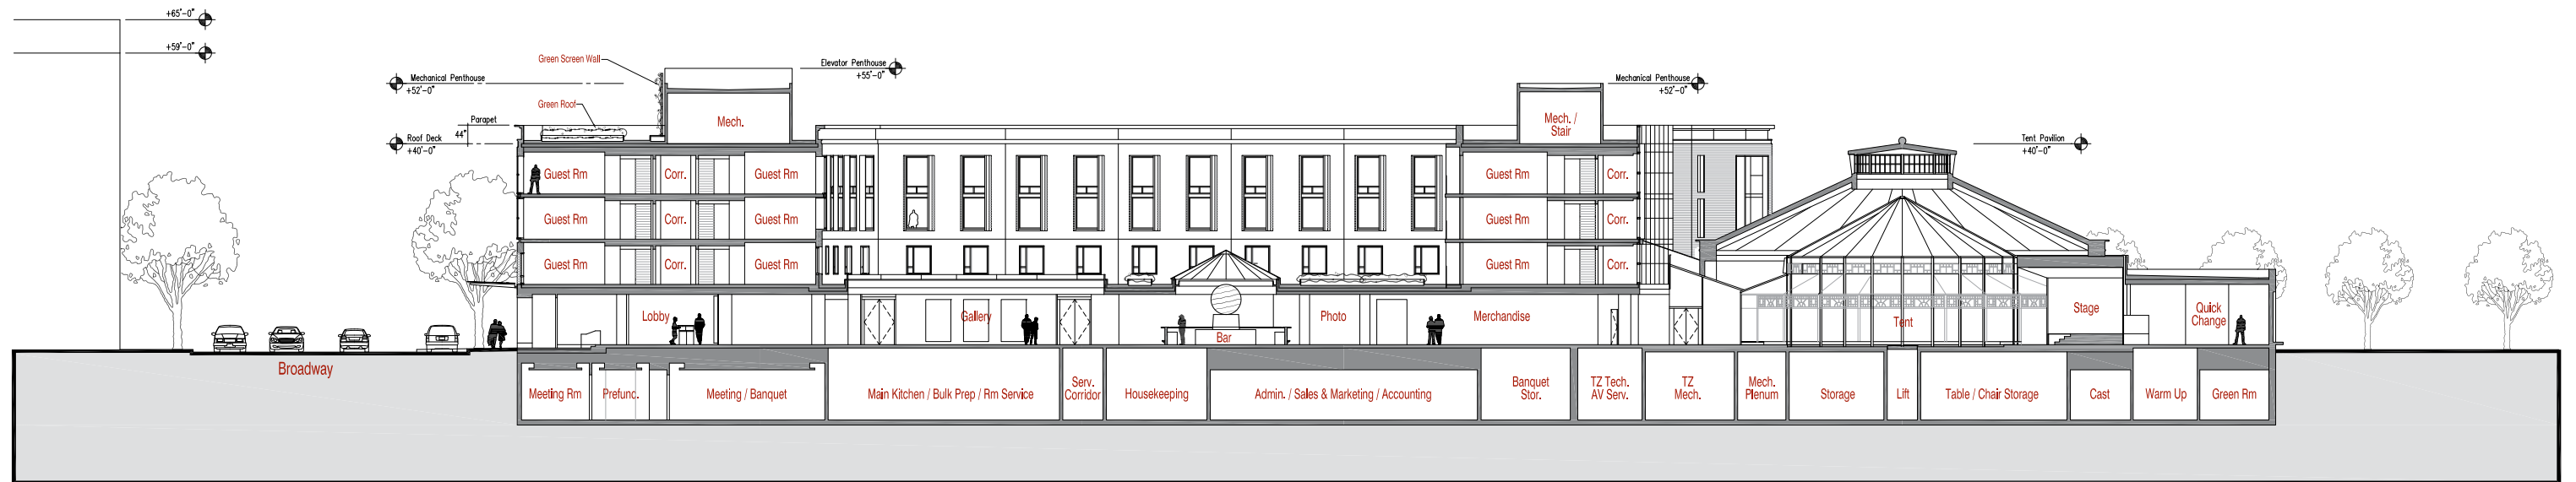 +65'-0"
+59'-0"
Green Screen Wall
Elevator Penthouse
+55'-0"
Mechanical Penthouse
+52'-0"
Mechanical Penthouse
+52'-0"
Green Roof
Parapet
44"
Roof Deck
+40'-0"
Tent Pavilion
+40'-0"
Mech.
Mech. /
Stair
Guest Rm
Corr.
Guest Rm
Guest Rm
Corr.
Guest Rm
Corr.
Guest Rm
Guest Rm
Corr.
Guest Rm
Corr.
Guest Rm
Guest Rm
Corr.
Lobby
Gallery
Bar
Photo
Merchandise
Tent
Stage
Quick
Change
Broadway
Meeting Rm
Prefunc.
Meeting / Banquet
Main Kitchen / Bulk Prep / Rm Service
Serv.
Corridor
Housekeeping
Admin. / Sales & Marketing / Accounting
Banquet
Stor.
TZ Tech.
AV Serv.
TZ
Mech.
Mech.
Plenum
Storage
Lift
Table / Chair Storage
Cast
Warm Up
Green Rm